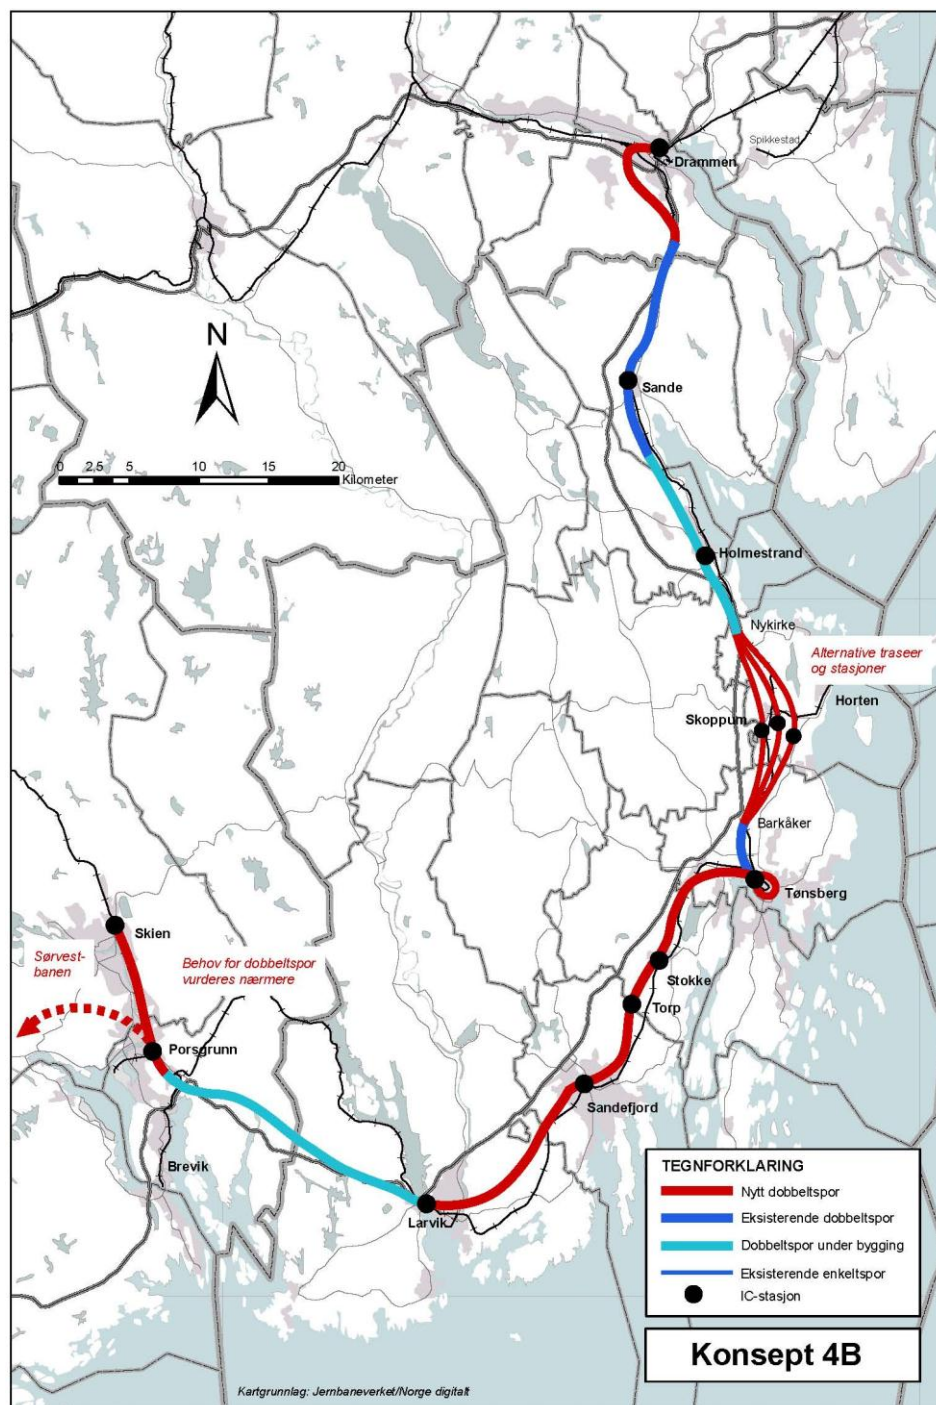 Spikkestad
Drammen
N
Sande
0 2,5 5 10 15 20
Kilometer
Holmestrand
Nykirke
Alternative traseer
og stasjoner
Horten
Skoppum
Barkåker
Tønsberg
Skien
Sørvest-
banen
Behov for dobbeltspor
vurderes nærmere
Stokke
Torp
Porsgrunn
Sandefjord
Brevik
Larvik
TEGNFORKLARING
Nytt dobbeltspor
Eksisterende dobbeltspor
Dobbeltspor under bygging
Eksisterende enkeltspor
IC-stasjon
Konsept 4B
Kartgrunnlag: Jernbaneverket/Norge digitalt